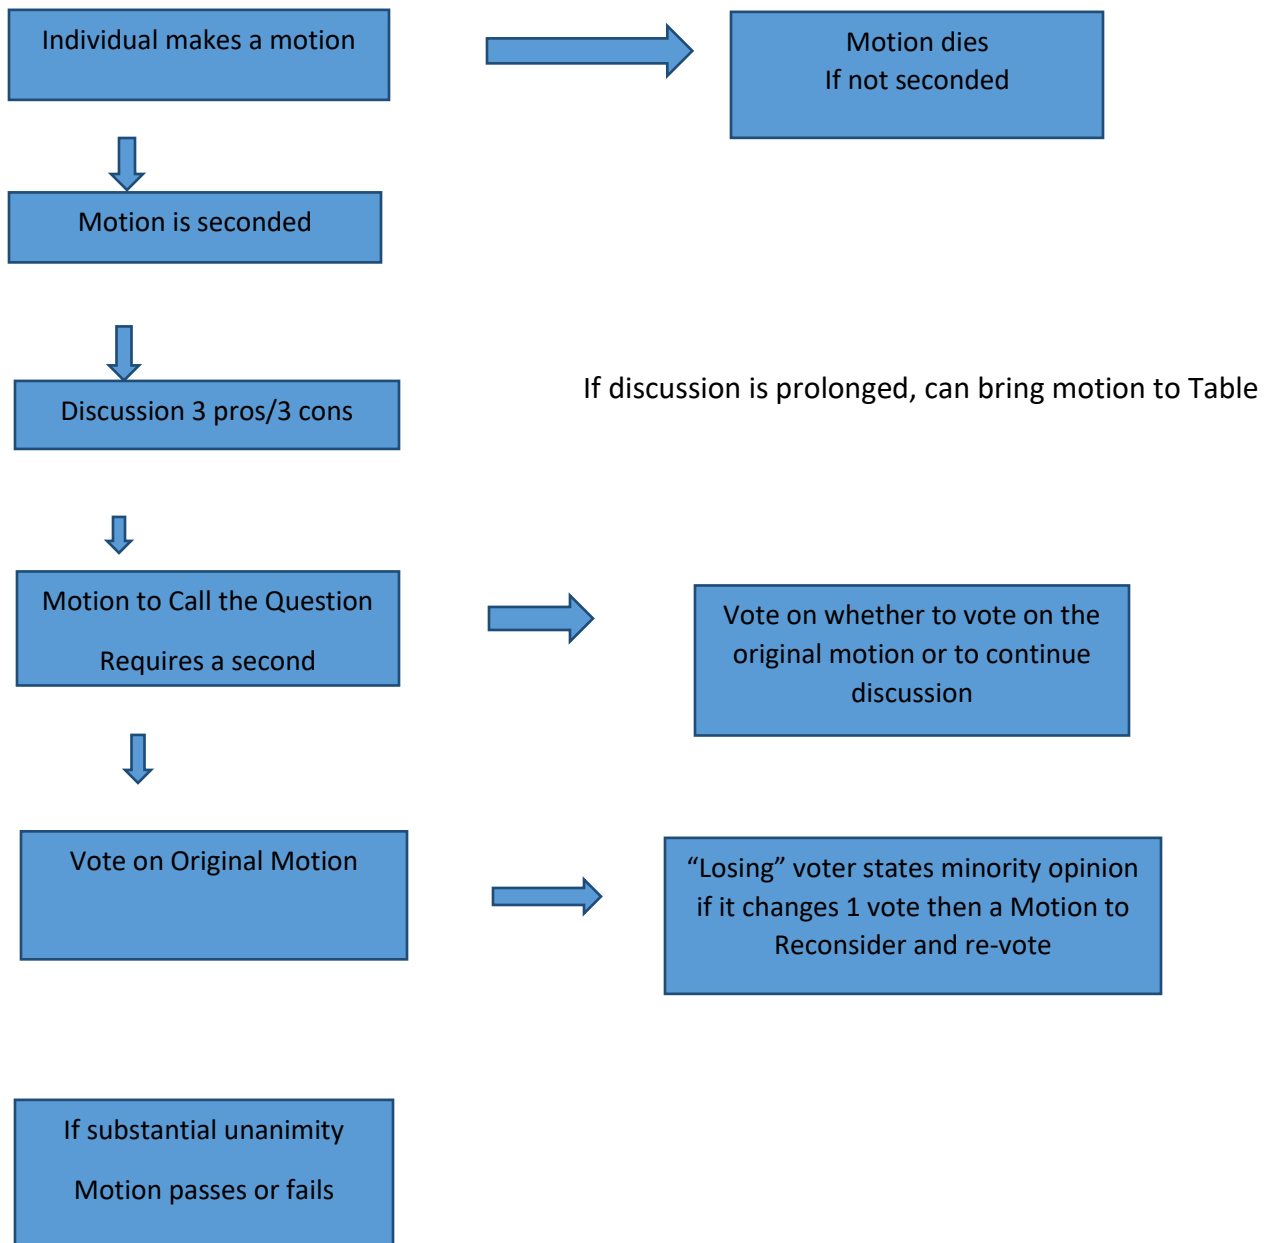 Individual makes a motion
Motion dies
If not seconded
Motion is seconded
Discussion 3 pros/3 cons
If discussion is prolonged, can bring motion to Table
Motion to Call the Question
Requires a second
Vote on whether to vote on the
original motion or to continue
discussion
Vote on Original Motion
“Losing” voter states minority opinion
if it changes 1 vote then a Motion to
Reconsider and re-vote
If substantial unanimity
Motion passes or fails